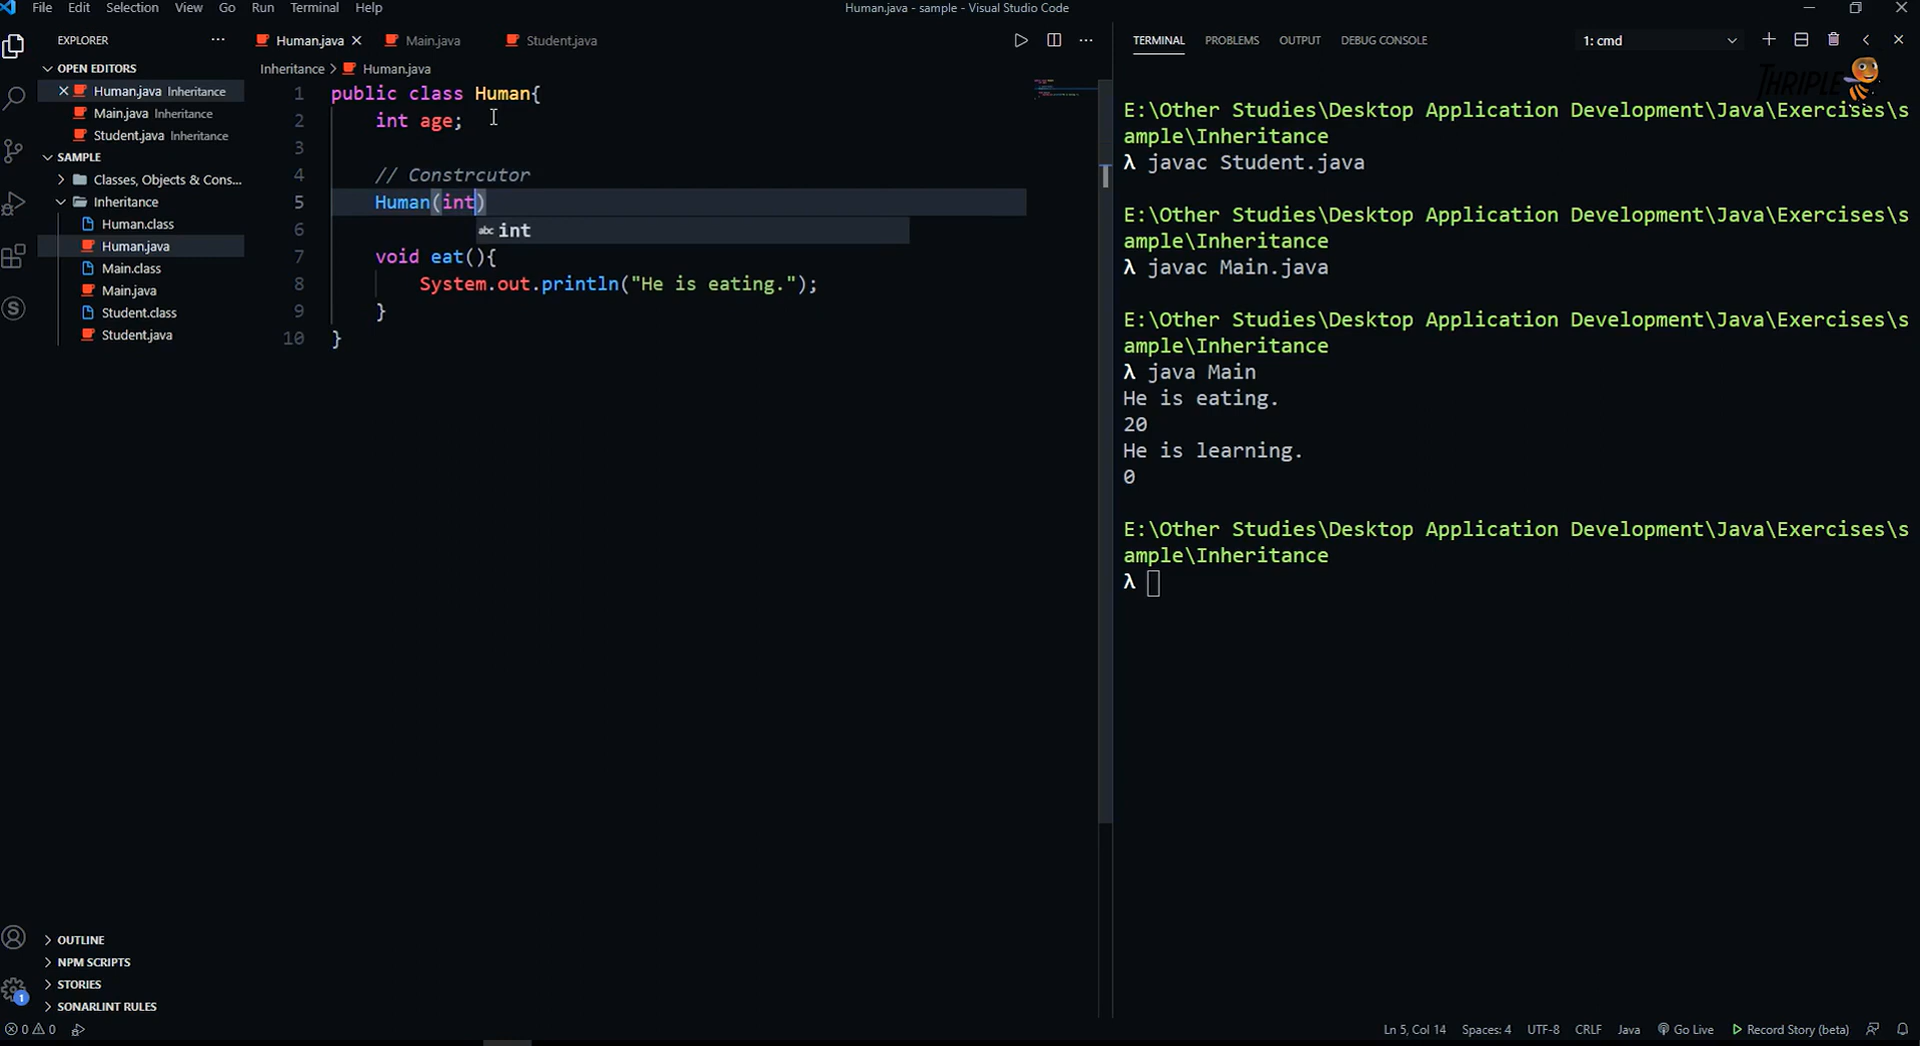 File Edit Selection View Go Run Terminal Help
Human.java - sample - Visual Studio Code
EXPLORER
OPEN EDITORS
Human.java Inheritance
Main.java Inheritance
Student.java Inheritance
SAMPLE
Classes, Objects & Cons...
Inheritance
Human.class
Human.java
Main.class
Main.java
Student.class
Student.java
OUTLINE
NPM SCRIPTS
STORIES
SONARLINT RULES
Human.java Main.java Student.java
Inheritance > Human.java
1 public class Human{
2 int age;
3
4 // Constrcutor
5 Human(int)
6 abc int
7 void eat(){
8 System.out.println("He is eating.");
9 }
10 }
TERMINAL PROBLEMS OUTPUT DEBUG CONSOLE 1: cmd
THRIPLE
E:\Other Studies\Desktop Application Development\Java\Exercises\s
ample\Inheritance
λ javac Student.java
E:\Other Studies\Desktop Application Development\Java\Exercises\s
ample\Inheritance
λ javac Main.java
E:\Other Studies\Desktop Application Development\Java\Exercises\s
ample\Inheritance
λ java Main
He is eating.
20
He is learning.
0
E:\Other Studies\Desktop Application Development\Java\Exercises\s
ample\Inheritance
λ
1
0 0
Ln 5, Col 14 Spaces: 4 UTF-8 CRLF Java Go Live Record Story (beta)